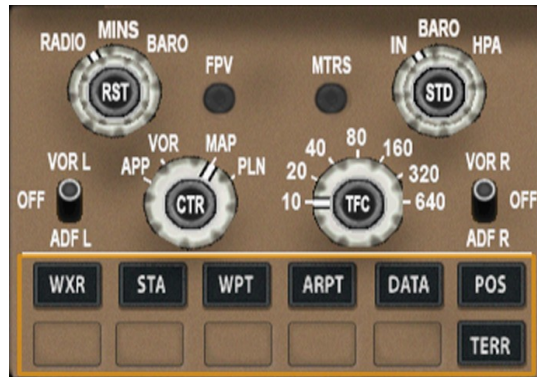 RADIO MINS BARO
RST
FPV
MTRS
IN BARO HPA
STD
VOR L
OFF
ADF L
APP VOR MAP PLN
CTR
10 20 40 80 160 320 640
TFC
VOR R
OFF
ADF R
WXR STA WPT ARPT DATA POS
TERR